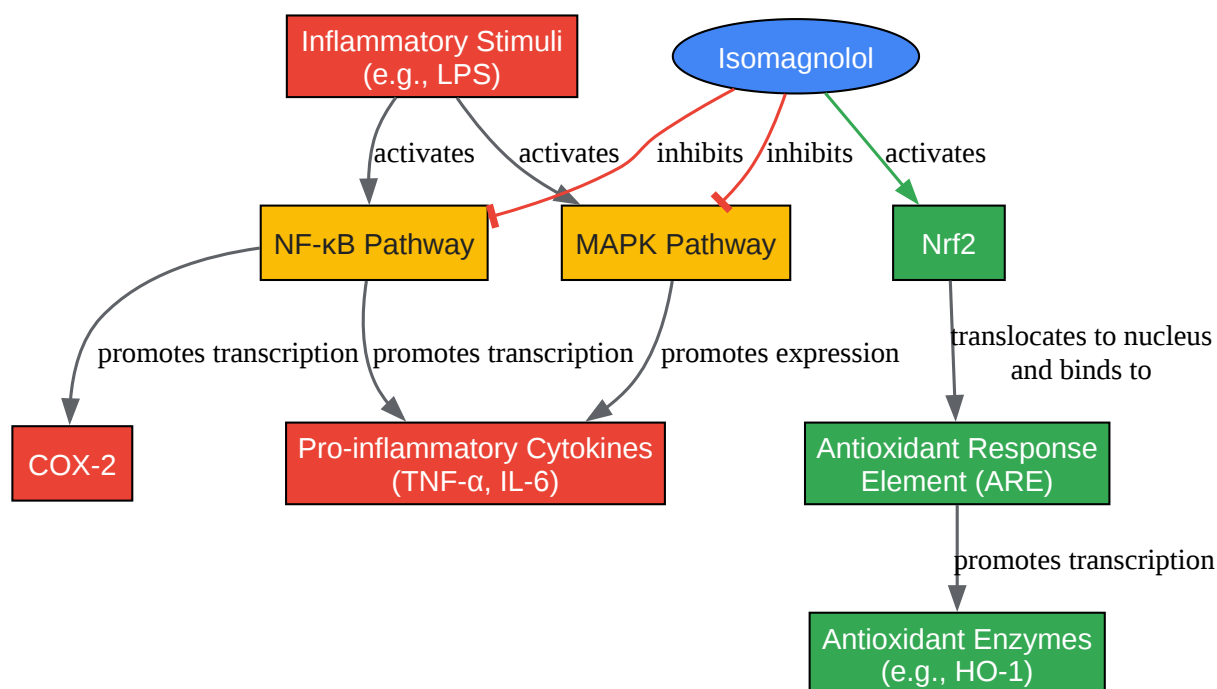 Inflammatory Stimuli
(e.g., LPS)
Isomagnolol
activates
activates
inhibits
inhibits
activates
NF-κB Pathway
MAPK Pathway
Nrf2
promotes transcription
promotes transcription
promotes expression
translocates to nucleus
and binds to
COX-2
Pro-inflammatory Cytokines
(TNF-α, IL-6)
Antioxidant Response
Element (ARE)
promotes transcription
Antioxidant Enzymes
(e.g., HO-1)